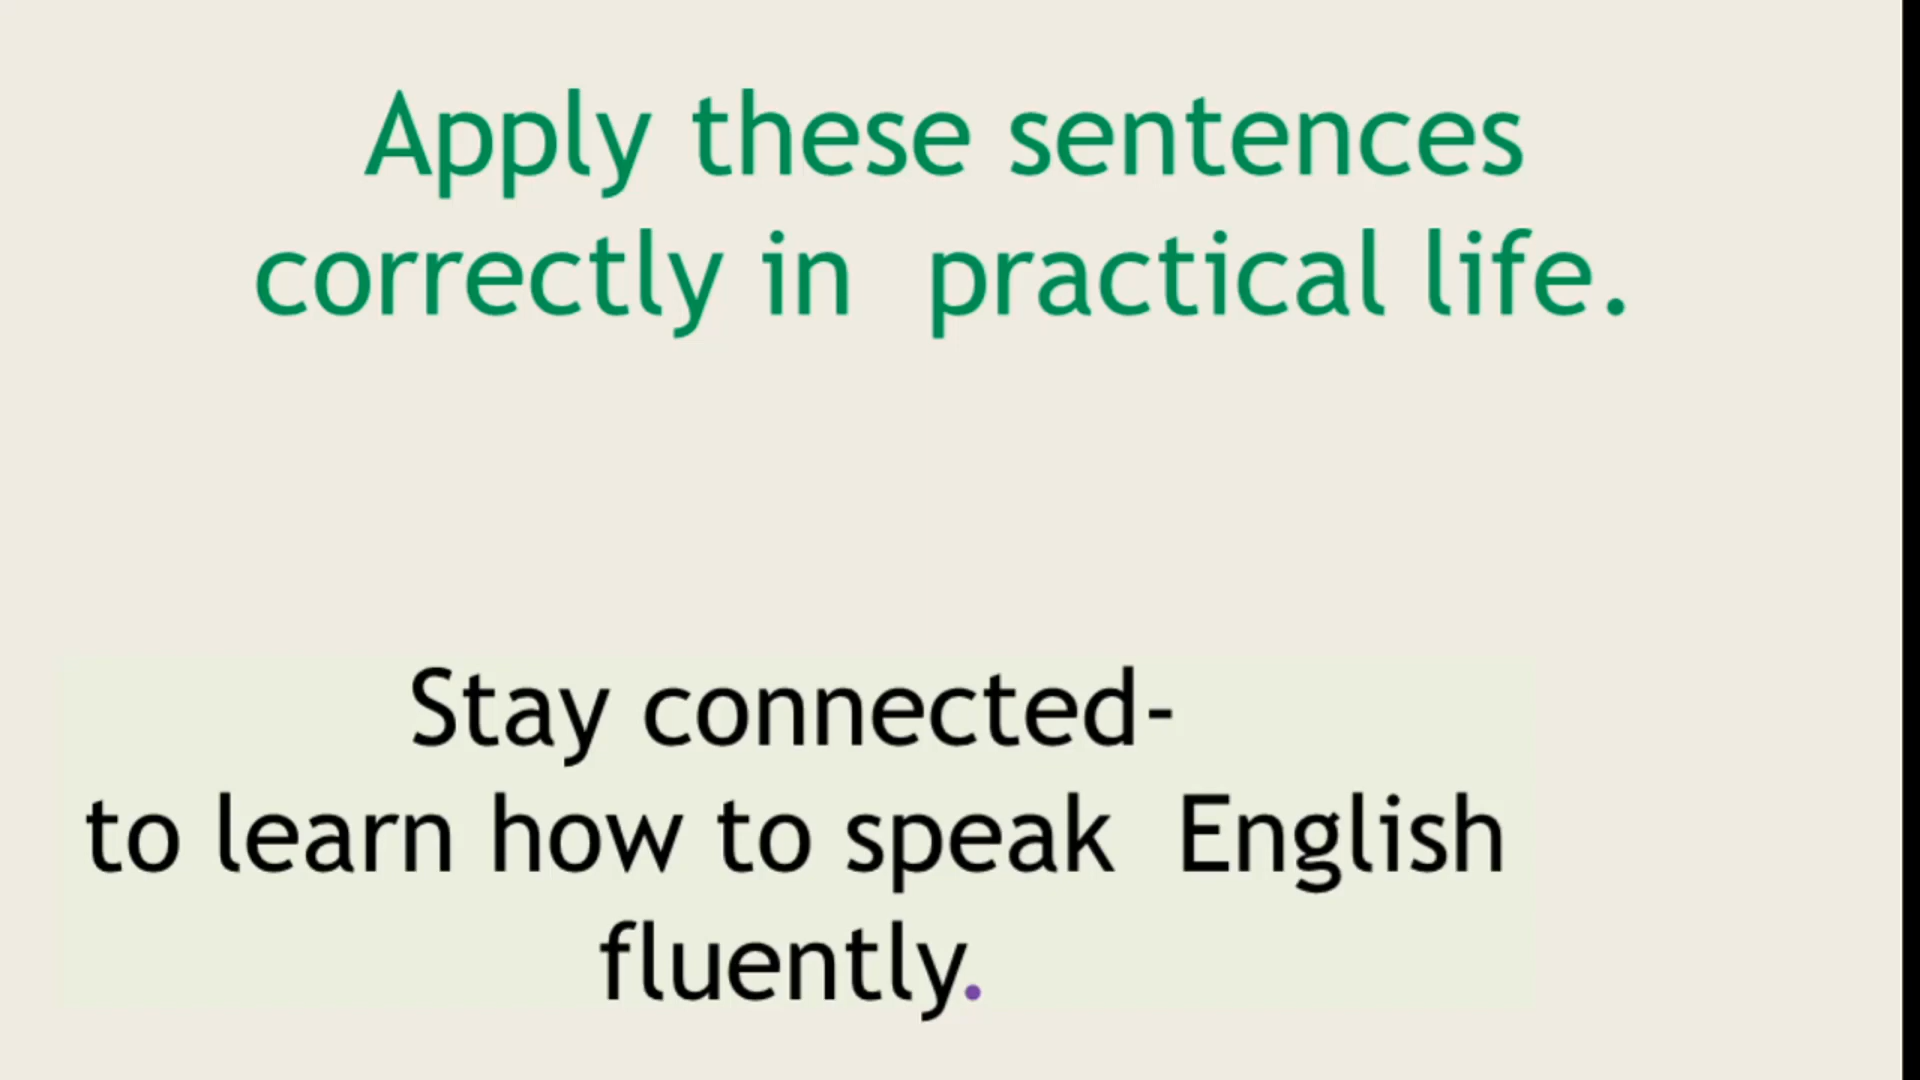 Apply these sentences
correctly in  practical life.
Stay connected-
to learn how to speak  English
fluently.